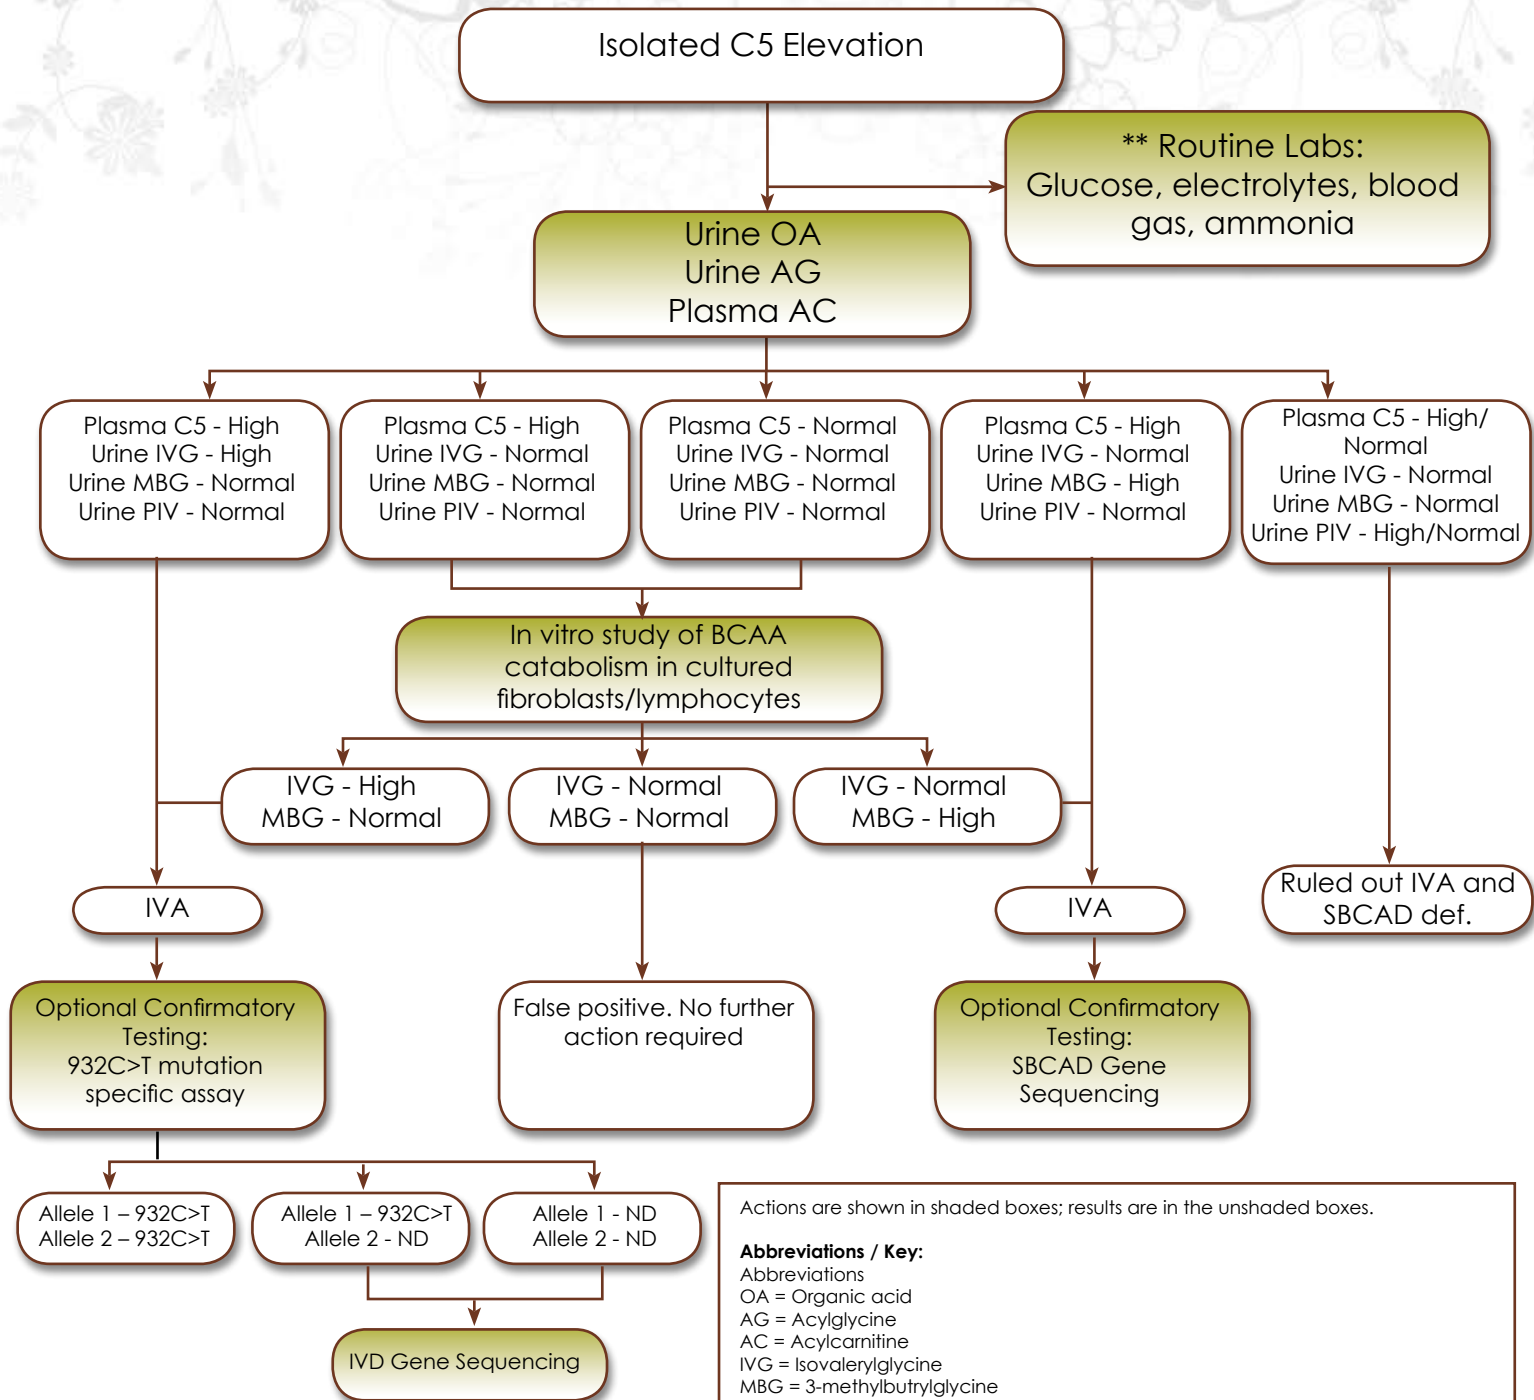 Isolated C5 Elevation
** Routine Labs:
Glucose, electrolytes, blood
gas, ammonia
Urine OA
Urine AG
Plasma AC
Plasma C5 - High
Urine IVG - High
Urine MBG - Normal
Urine PIV - Normal
Plasma C5 - High
Urine IVG - Normal
Urine MBG - Normal
Urine PIV - Normal
Plasma C5 - Normal
Urine IVG - Normal
Urine MBG - Normal
Urine PIV - Normal
Plasma C5 - High
Urine IVG - Normal
Urine MBG - High
Urine PIV - Normal
Plasma C5 - High/
Normal
Urine IVG - Normal
Urine MBG - Normal
Urine PIV - High/Normal
In vitro study of BCAA
catabolism in cultured
fibroblasts/lymphocytes
IVG - High
MBG - Normal
IVG - Normal
MBG - Normal
IVG - Normal
MBG - High
IVA
IVA
Ruled out IVA and
SBCAD def.
Optional Confirmatory
Testing:
932C>T mutation
specific assay
False positive. No further
action required
Optional Confirmatory
Testing:
SBCAD Gene
Sequencing
Allele 1 – 932C>T
Allele 2 – 932C>T
Allele 1 – 932C>T
Allele 2 - ND
Allele 1 - ND
Allele 2 - ND
IVD Gene Sequencing
Actions are shown in shaded boxes; results are in the unshaded boxes.
Abbreviations / Key:
Abbreviations
OA = Organic acid
AG = Acylglycine
AC = Acylcarnitine
IVG = Isovalerylglycine
MBG = 3-methylbutrylglycine